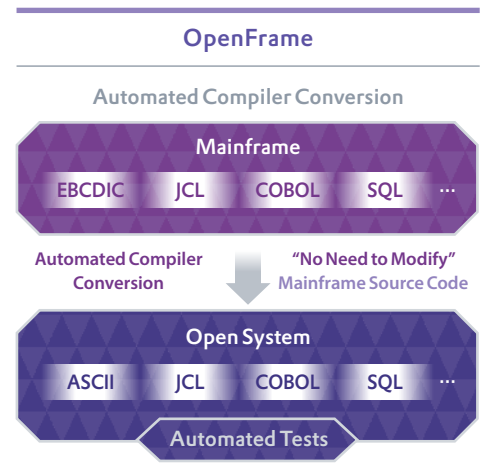 OpenFrame
Automated Compiler Conversion
Mainframe
EBCDIC JCL COBOL SQL ...
Automated Compiler
Conversion
“No Need to Modify”
Mainframe Source Code
Open System
ASCII JCL COBOL SQL ...
Automated Tests